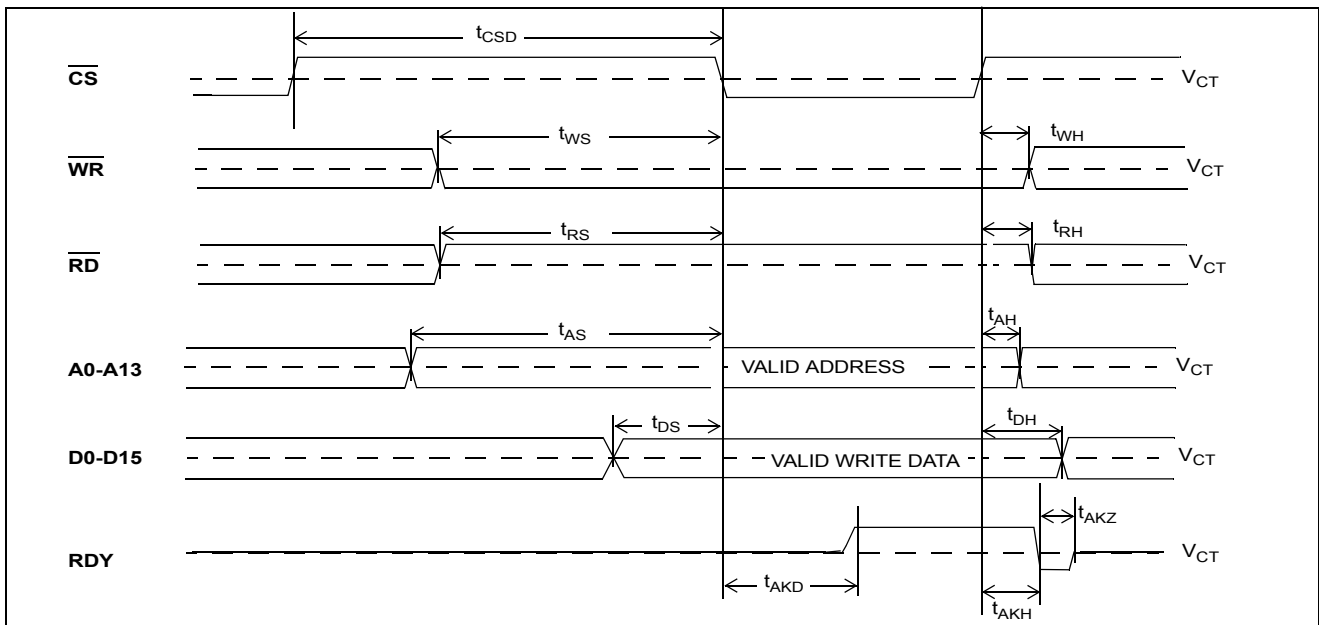 tCSD
CS VCT
tWS tWH
WR VCT
tRS tRH
RD VCT
tAS tAH
A0-A13 VALID ADDRESS VCT
tDS tDH
D0-D15 VALID WRITE DATA VCT
tAKZ
RDY VCT
tAKD
tAKH